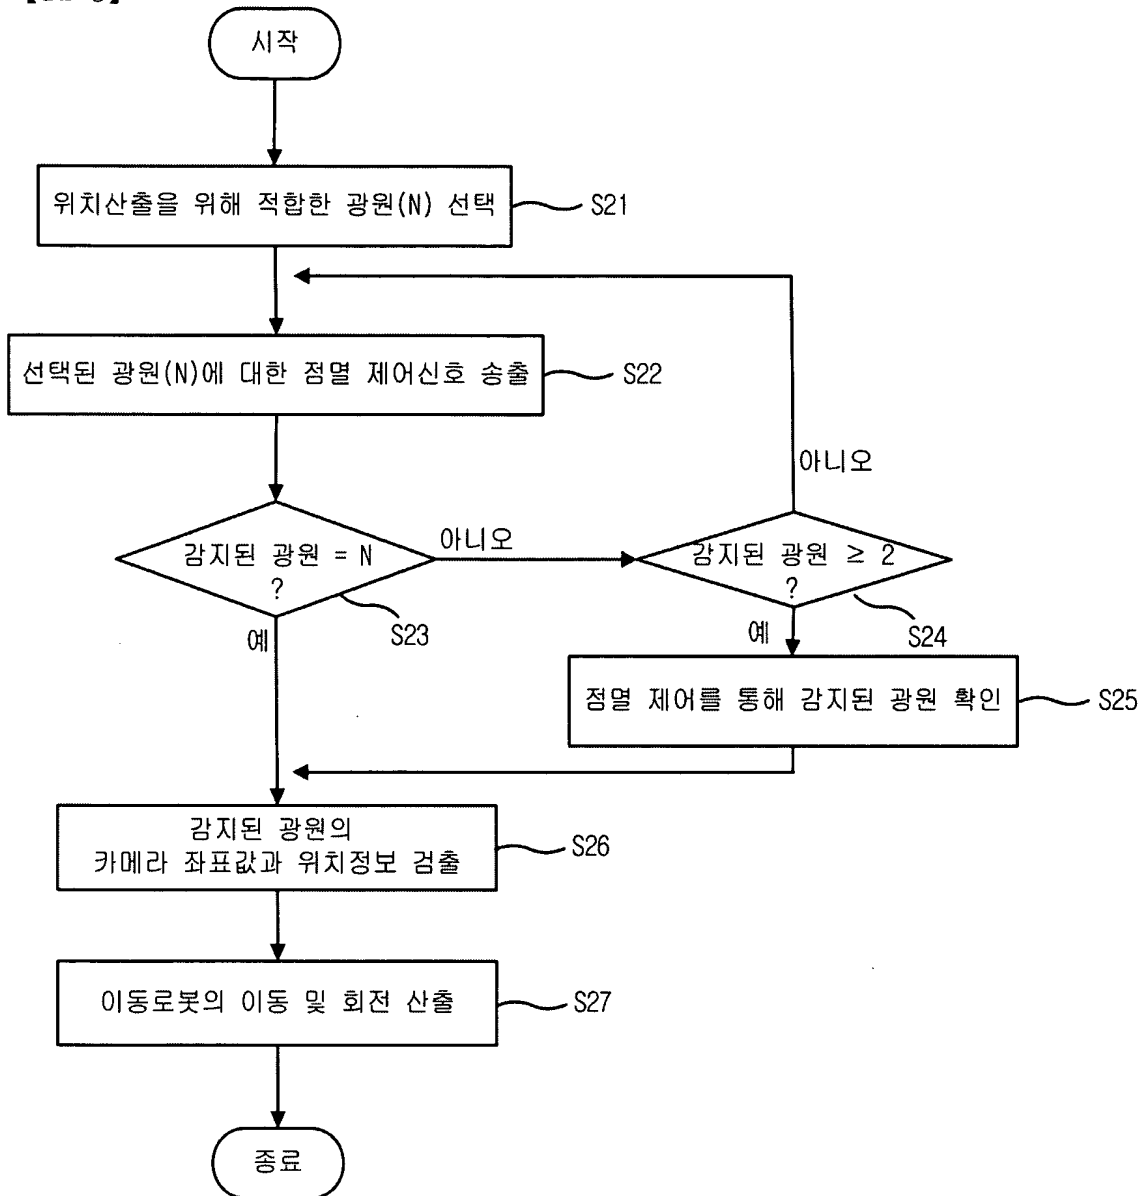 시작
위치산출을 위해 적합한 광원(N) 선택
S21
선택된 광원(N)에 대한 점멸 제어신호 송출
S22
아니오
감지된 광원 = N
?
아니오
감지된 광원 ≥ 2
?
S23
S24
예
예
점멸 제어를 통해 감지된 광원 확인
S25
감지된 광원의
카메라 좌표값과 위치정보 검출
S26
이동로봇의 이동 및 회전 산출
S27
종료